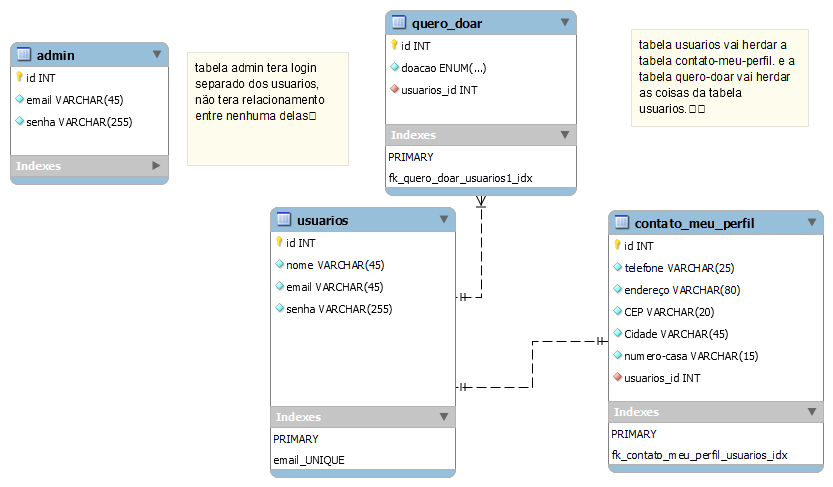 admin
id INT
email VARCHAR(45)
senha VARCHAR(255)
Indexes
tabela admin tera login
separado dos usuarios,
não tera relacionamento
entre nenhuma delas
quero_doar
id INT
doacao ENUM(...)
usuarios_id INT
Indexes
PRIMARY
fk_quero_doar_usuarios1_idx
tabela usuarios vai herdar a
tabela contato-meu-perfil. e a
tabela quero-doar vai herdar
as coisas da tabela
usuarios.
usuarios
id INT
nome VARCHAR(45)
email VARCHAR(45)
senha VARCHAR(255)
Indexes
PRIMARY
email_UNIQUE
contato_meu_perfil
id INT
telefone VARCHAR(25)
endereço VARCHAR(80)
CEP VARCHAR(20)
Cidade VARCHAR(45)
numero-casa VARCHAR(15)
usuarios_id INT
Indexes
PRIMARY
fk_contato_meu_perfil_usuarios_idx